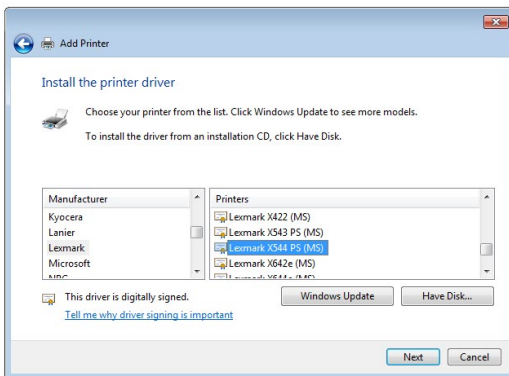 Add Printer
Install the printer driver
Choose your printer from the list. Click Windows Update to see more models.
To install the driver from an installation CD, click Have Disk.
Manufacturer
Kyocera
Lanier
Lexmark
Microsoft
Printers
Lexmark X422 (MS)
Lexmark X543 PS (MS)
Lexmark X544 PS (MS)
Lexmark X642e (MS)
This driver is digitally signed.
Tell me why driver signing is important
Windows Update
Have Disk...
Next
Cancel